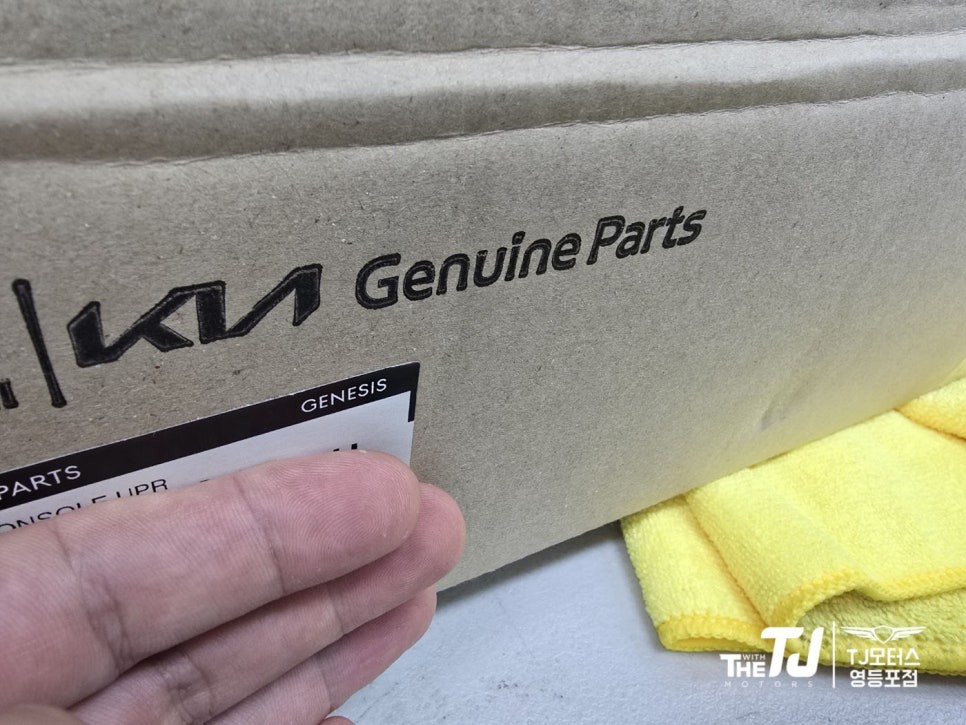 KIA Genuine Parts
GENESIS
PARTS
UPR
WITH
THE TJ
MOTORS
TJ모터스
영등포점